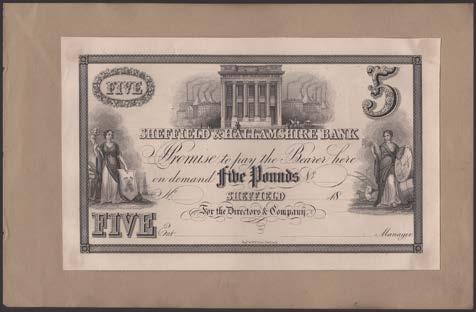 FIVE
5
SHEFFIELD & HALLAMSHIRE BANK
I Promise to pay the Bearer here
on demand Five Pounds
No. SHEFFIELD 18
For the Directors & Company,
FIVE Ent. Manager